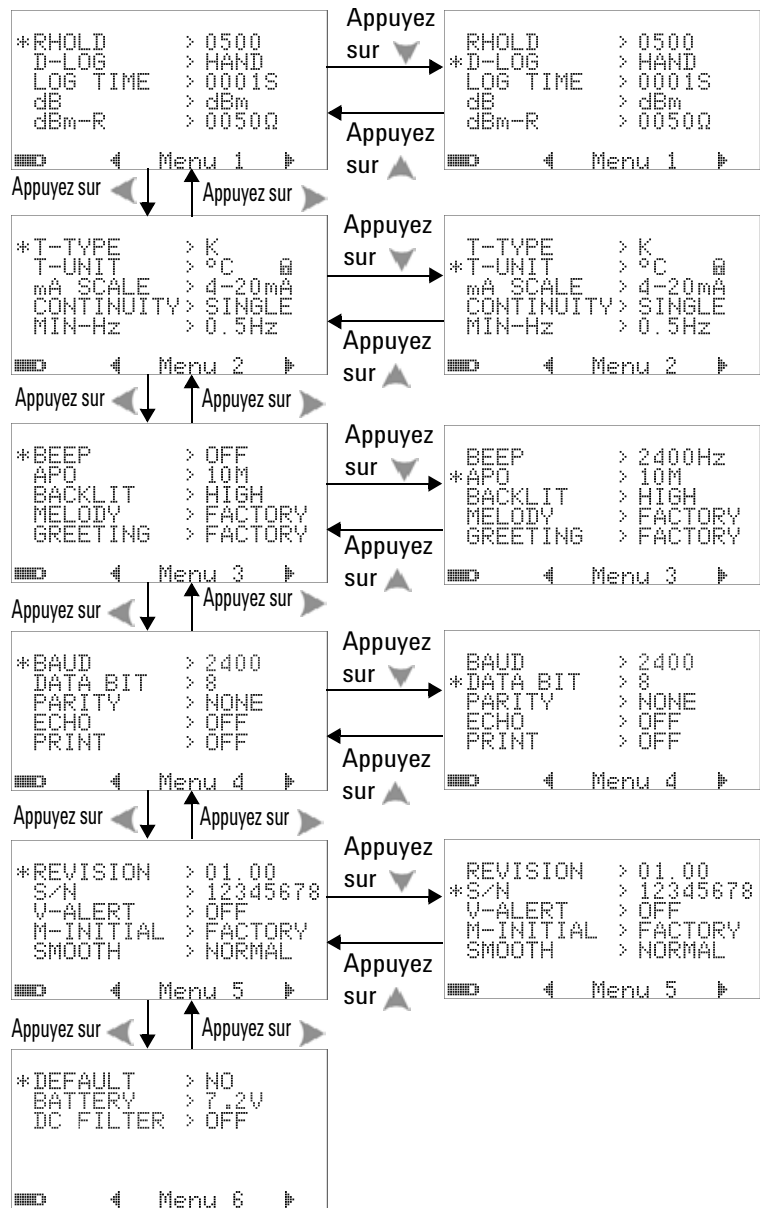 *RHOLD > 0500
D-LOG > HAND
LOG TIME > 0001S
dB > dBm
dBm-R > 0050Ω
Menu 1
Appuyez
sur
Appuyez
sur
RHOLD > 0500
*D-LOG > HAND
LOG TIME > 0001S
dB > dBm
dBm-R > 0050Ω
Menu 1
Appuyez sur
Appuyez sur
*T-TYPE > K
T-UNIT > °C
mA SCALE > 4-20mA
CONTINUITY > SINGLE
MIN-Hz > 0.5Hz
Menu 2
Appuyez
sur
Appuyez
sur
T-TYPE > K
*T-UNIT > °C
mA SCALE > 4-20mA
CONTINUITY > SINGLE
MIN-Hz > 0.5Hz
Menu 2
Appuyez sur
Appuyez sur
*BEEP > OFF
APO > 10M
BACKLIT > HIGH
MELODY > FACTORY
GREETING > FACTORY
Menu 3
Appuyez
sur
Appuyez
sur
BEEP > 2400Hz
*APO > 10M
BACKLIT > HIGH
MELODY > FACTORY
GREETING > FACTORY
Menu 3
Appuyez sur
Appuyez sur
*BAUD > 2400
DATA BIT > 8
PARITY > NONE
ECHO > OFF
PRINT > OFF
Menu 4
Appuyez
sur
Appuyez
sur
BAUD > 2400
*DATA BIT > 8
PARITY > NONE
ECHO > OFF
PRINT > OFF
Menu 4
Appuyez sur
Appuyez sur
*REVISION > 01.00
S/N > 12345678
V-ALERT > OFF
M-INITIAL > FACTORY
SMOOTH > NORMAL
Menu 5
Appuyez
sur
Appuyez
sur
REVISION > 01.00
*S/N > 12345678
V-ALERT > OFF
M-INITIAL > FACTORY
SMOOTH > NORMAL
Menu 5
Appuyez sur
Appuyez sur
*DEFAULT > NO
BATTERY > 7.2V
DC FILTER > OFF
Menu 6